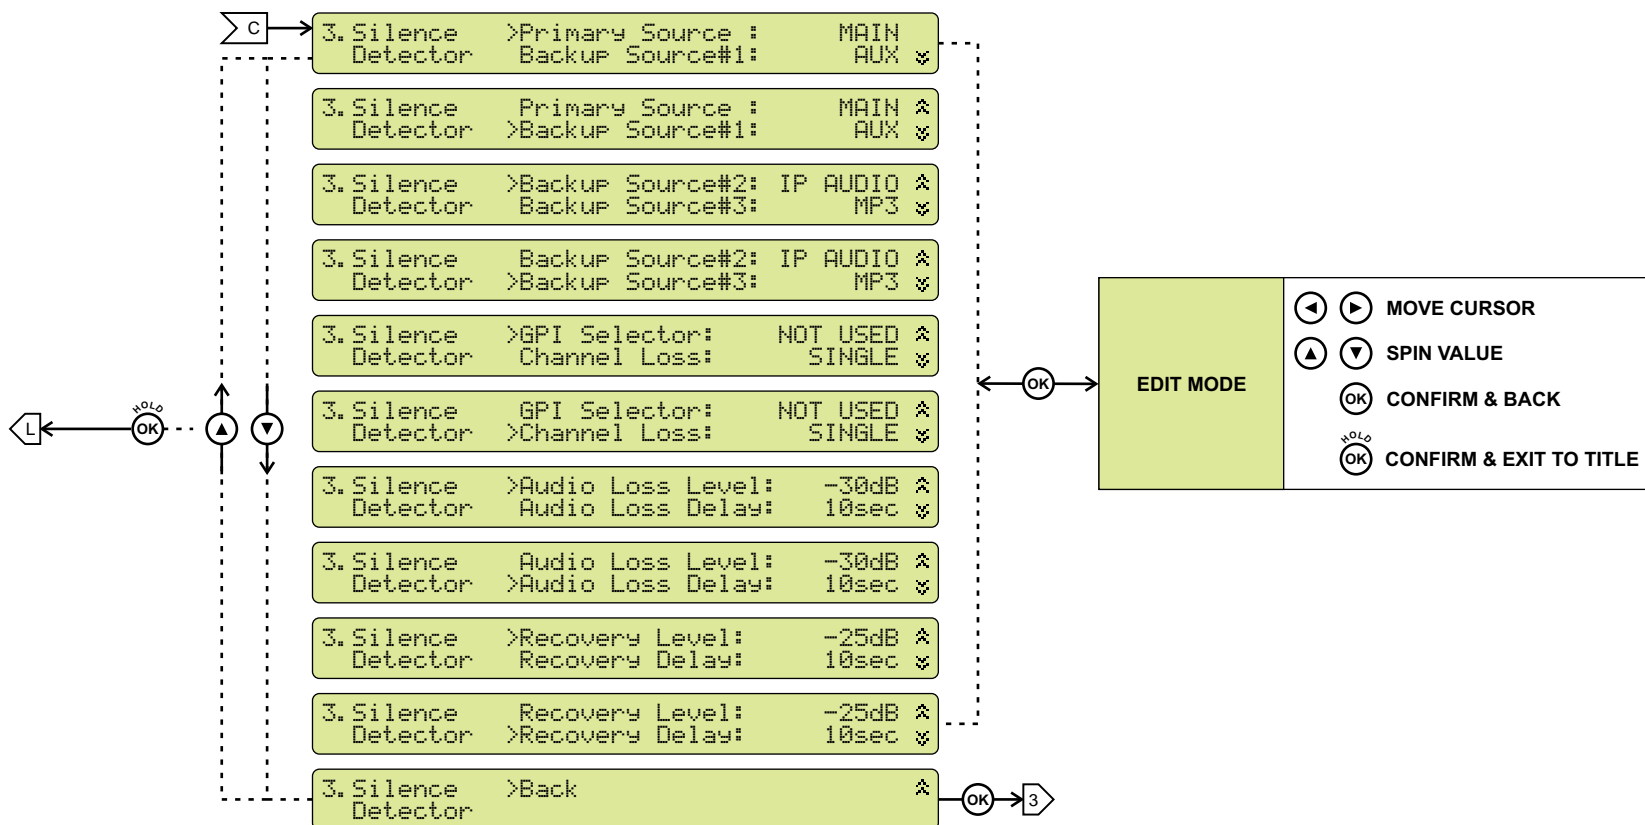 C
3.Silence >Primary Source : MAIN
Detector Backup Source#1: AUX
3.Silence Primary Source : MAIN
Detector >Backup Source#1: AUX
3.Silence >Backup Source#2: IP AUDIO
Detector Backup Source#3: MP3
3.Silence Backup Source#2: IP AUDIO
Detector >Backup Source#3: MP3
3.Silence >GPI Selector: NOT USED
Detector Channel Loss: SINGLE
3.Silence GPI Selector: NOT USED
Detector >Channel Loss: SINGLE
3.Silence >Audio Loss Level: -30dB
Detector Audio Loss Delay: 10sec
3.Silence Audio Loss Level: -30dB
Detector >Audio Loss Delay: 10sec
3.Silence >Recovery Level: -25dB
Detector Recovery Delay: 10sec
3.Silence Recovery Level: -25dB
Detector >Recovery Delay: 10sec
3.Silence >Back
Detector
L
HOLD
OK
OK
OK
3
EDIT MODE
MOVE CURSOR
SPIN VALUE
OK CONFIRM & BACK
HOLD
OK CONFIRM & EXIT TO TITLE